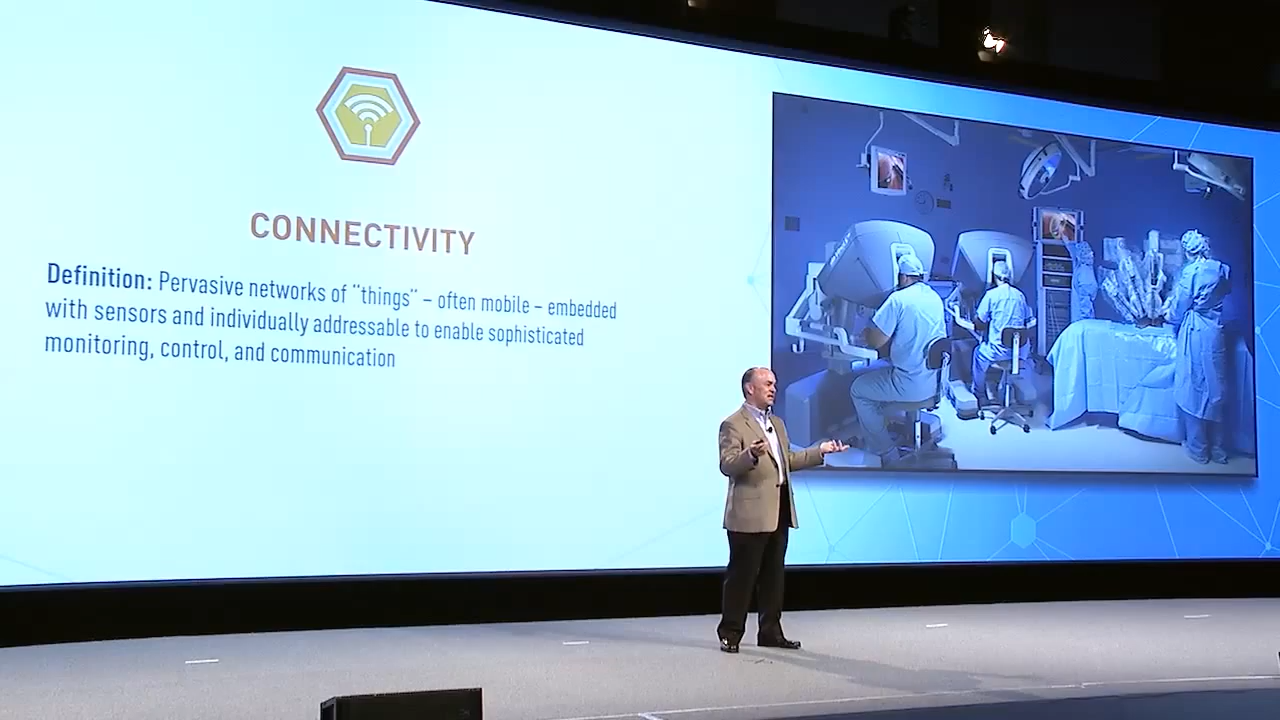 CONNECTIVITY
Definition: Pervasive networks of "things" – often mobile – embedded
with sensors and individually addressable to enable sophisticated
monitoring, control, and communication